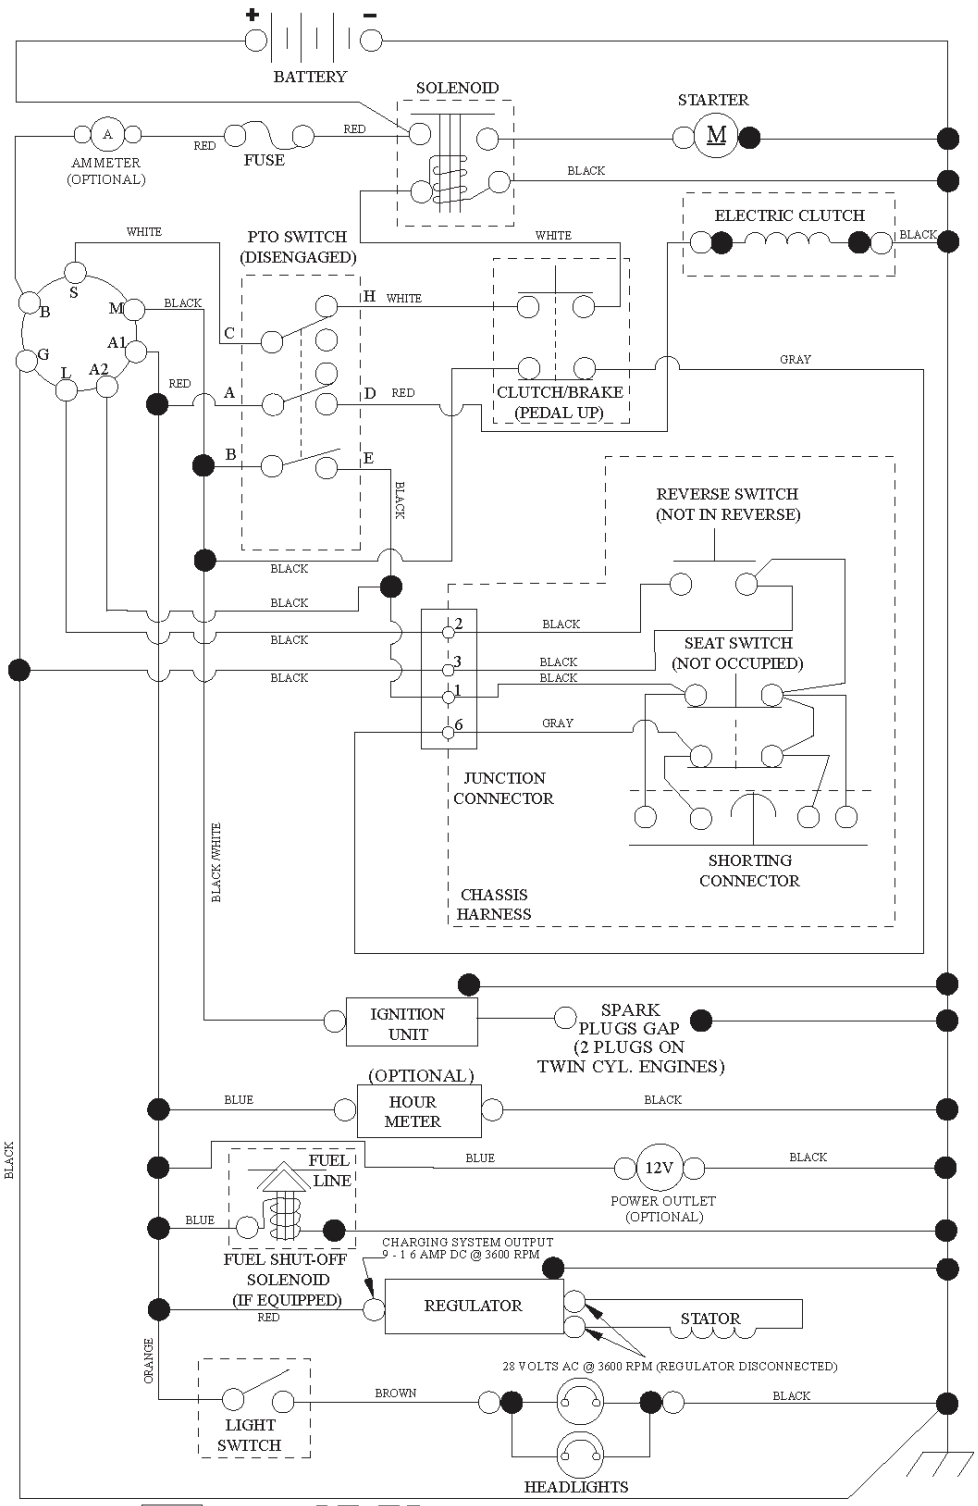 + -
BATTERY
SOLENOID
STARTER
A
RED
FUSE
RED
M
AMMETER
(OPTIONAL)
BLACK
ELECTRIC CLUTCH
BLACK
WHITE
PTO SWITCH
(DISENGAGED)
WHITE
S
B
M
BLACK
H
WHITE
C
G
A1
L
A2
RED
A
D
RED
CLUTCH/BRAKE
(PEDAL UP)
GRAY
B
E
BLACK
REVERSE SWITCH
(NOT IN REVERSE)
BLACK
BLACK
2
BLACK
BLACK
SEAT SWITCH
(NOT OCCUPIED)
3
BLACK
BLACK
BLACK
1
6
GRAY
JUNCTION
CONNECTOR
BLACK /WHITE
SHORTING
CONNECTOR
CHASSIS
HARNESS
IGNITION
UNIT
SPARK
PLUGS GAP
(2 PLUGS ON
TWIN CYL. ENGINES)
(OPTIONAL)
BLUE
HOUR
METER
BLACK
BLACK
FUEL
LINE
BLUE
12V
BLACK
POWER OUTLET
(OPTIONAL)
BLUE
CHARGING SYSTEM OUTPUT
9 - 1 6 AMP DC @ 3600 RPM
FUEL SHUT-OFF
SOLENOID
(IF EQUIPPED)
RED
REGULATOR
STATOR
ORANGE
28 VOLTS AC @ 3600 RPM (REGULATOR DISCONNECTED)
BROWN
BLACK
LIGHT
SWITCH
HEADLIGHTS